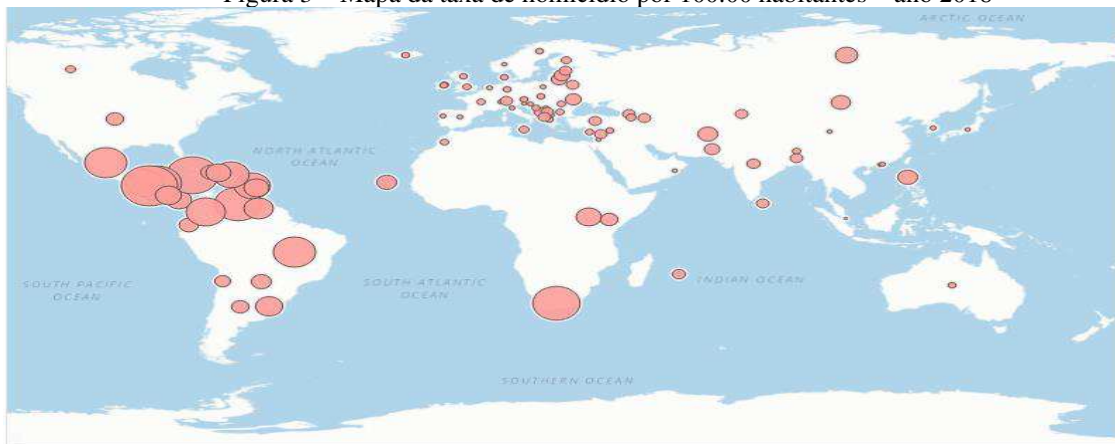 Figura 3 – Mapa da taxa de homicídio por 100.00 habitantes – ano 2018
ARCTIC OCEAN
NORTH ATLANTIC
OCEAN
SOUTH PACIFIC
OCEAN
SOUTH ATLANTIC
OCEAN
INDIAN OCEAN
SOUTHERN OCEAN